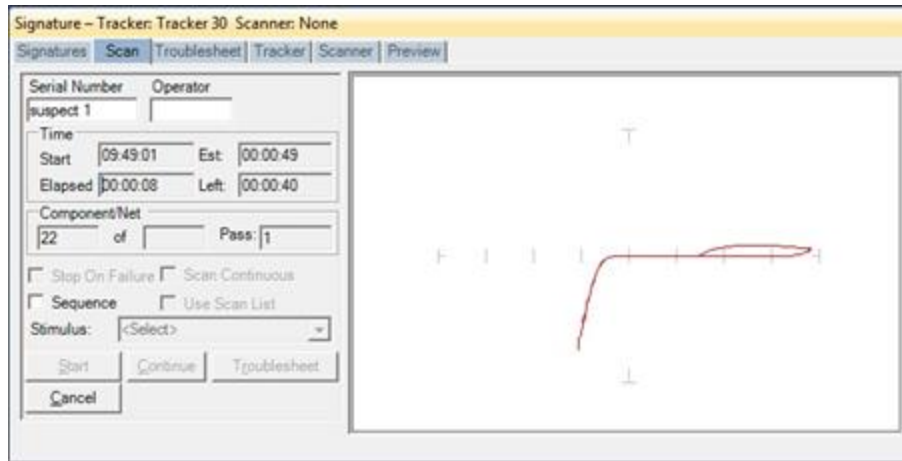 Signature – Tracker: Tracker 30 Scanner: None
Signatures Scan Troublesheet Tracker Scanner Preview
Serial Number Operator
suspect 1
Time
Start 09:49:01 Est: 00:00:49
Elapsed 00:00:08 Left: 00:00:40
Component/Net
22 of Pass: 1
Stop On Failure Scan Continuous
Sequence Use Scan List
Stimulus: <Select>
Start Continue Troublesheet
Cancel